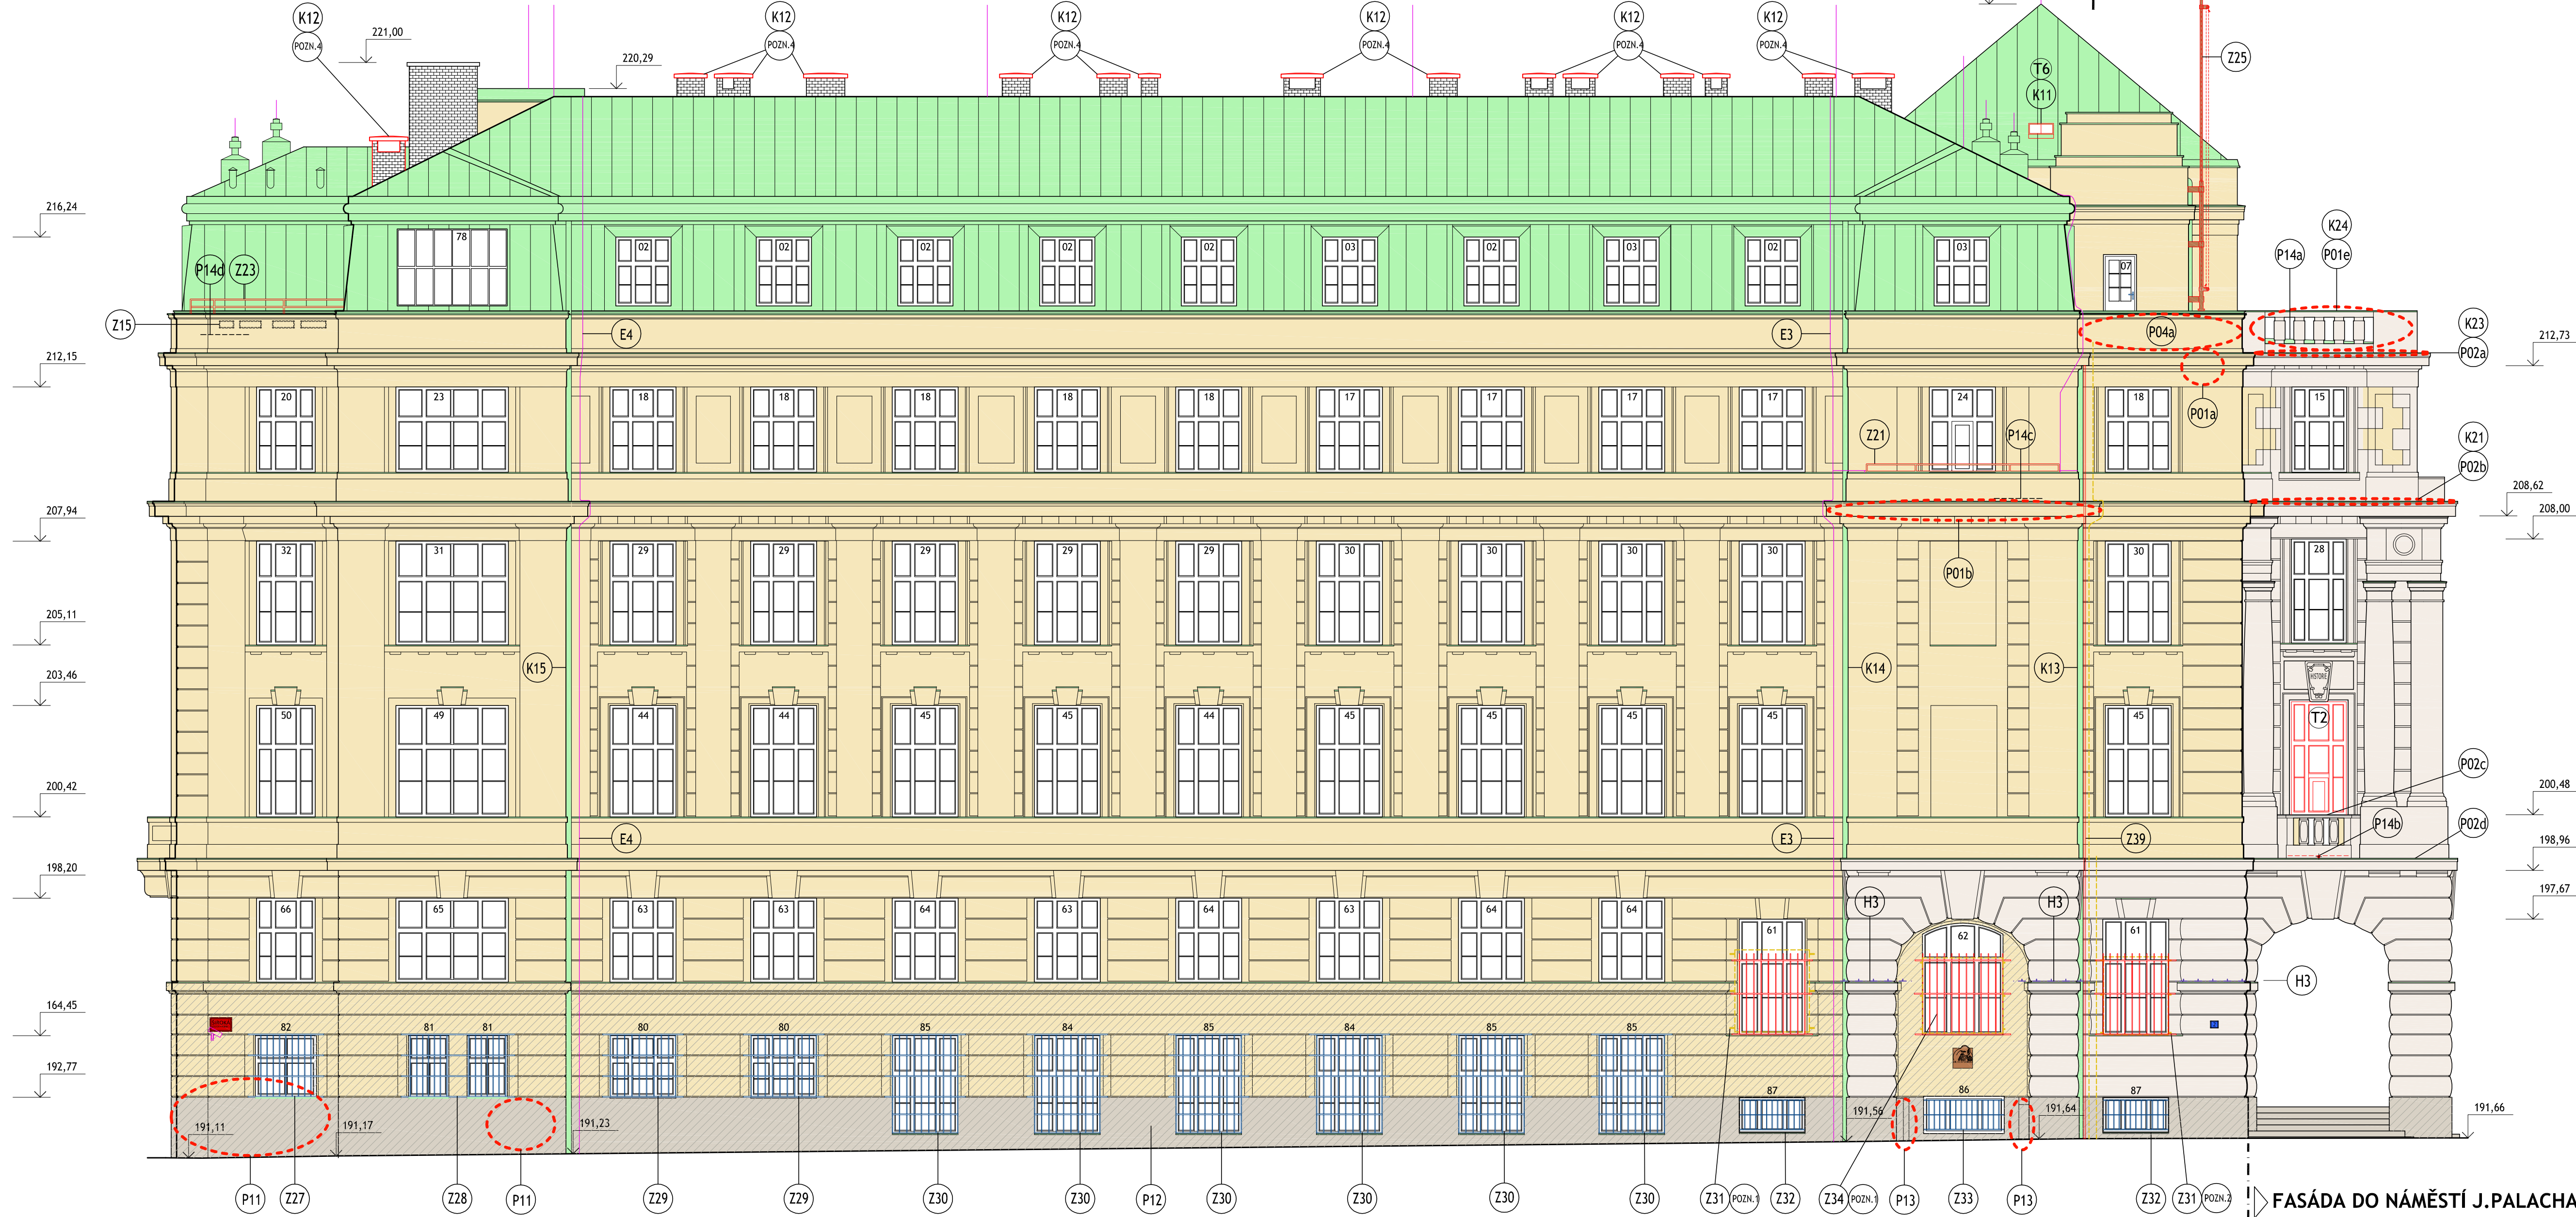 K12 K12 K12 K12 K12 K12
POZN.4 POZN.4 POZN.4 POZN.4 POZN.4 POZN.4
221,00
220,29
Z25
T6
K11
216,24
78 02 02 02 02 02 03 02 03 02 03 07
K24
P14a P01e
P14d Z23
Z15 E4 E3 P04a K23
P02a
212,15 212,73
20 23 18 18 18 18 18 17 17 17 17 24 18 15
P01a
Z21 P14c K21
P02b
208,62
207,94 208,00
32 31 29 29 29 29 29 30 30 30 30 30 28
P01b
205,11
K15 K14 K13
203,46
HISTORIE
50 49 44 44 45 45 44 45 45 45 45 45 T2
P02c
200,42 200,48
E4 E3 Z39 P14b P02d
198,20 198,96
66 65 63 63 64 63 64 63 64 64 61 62 61
H3 H3
197,67
H3
164,45
82 81 81 80 80 85 84 85 84 85 85
192,77
87 86 87
191,11 191,17 191,23 191,56 191,64 191,66
P11 Z27 Z28 P11 Z29 Z29 Z30 Z30 P12 Z30 Z30 Z30 Z30 Z31 POZN.1 Z32 Z34 POZN.1 P13 Z33 P13 Z32 Z31 POZN.2
FASÁDA DO NÁMĚSTÍ J.PALACHA